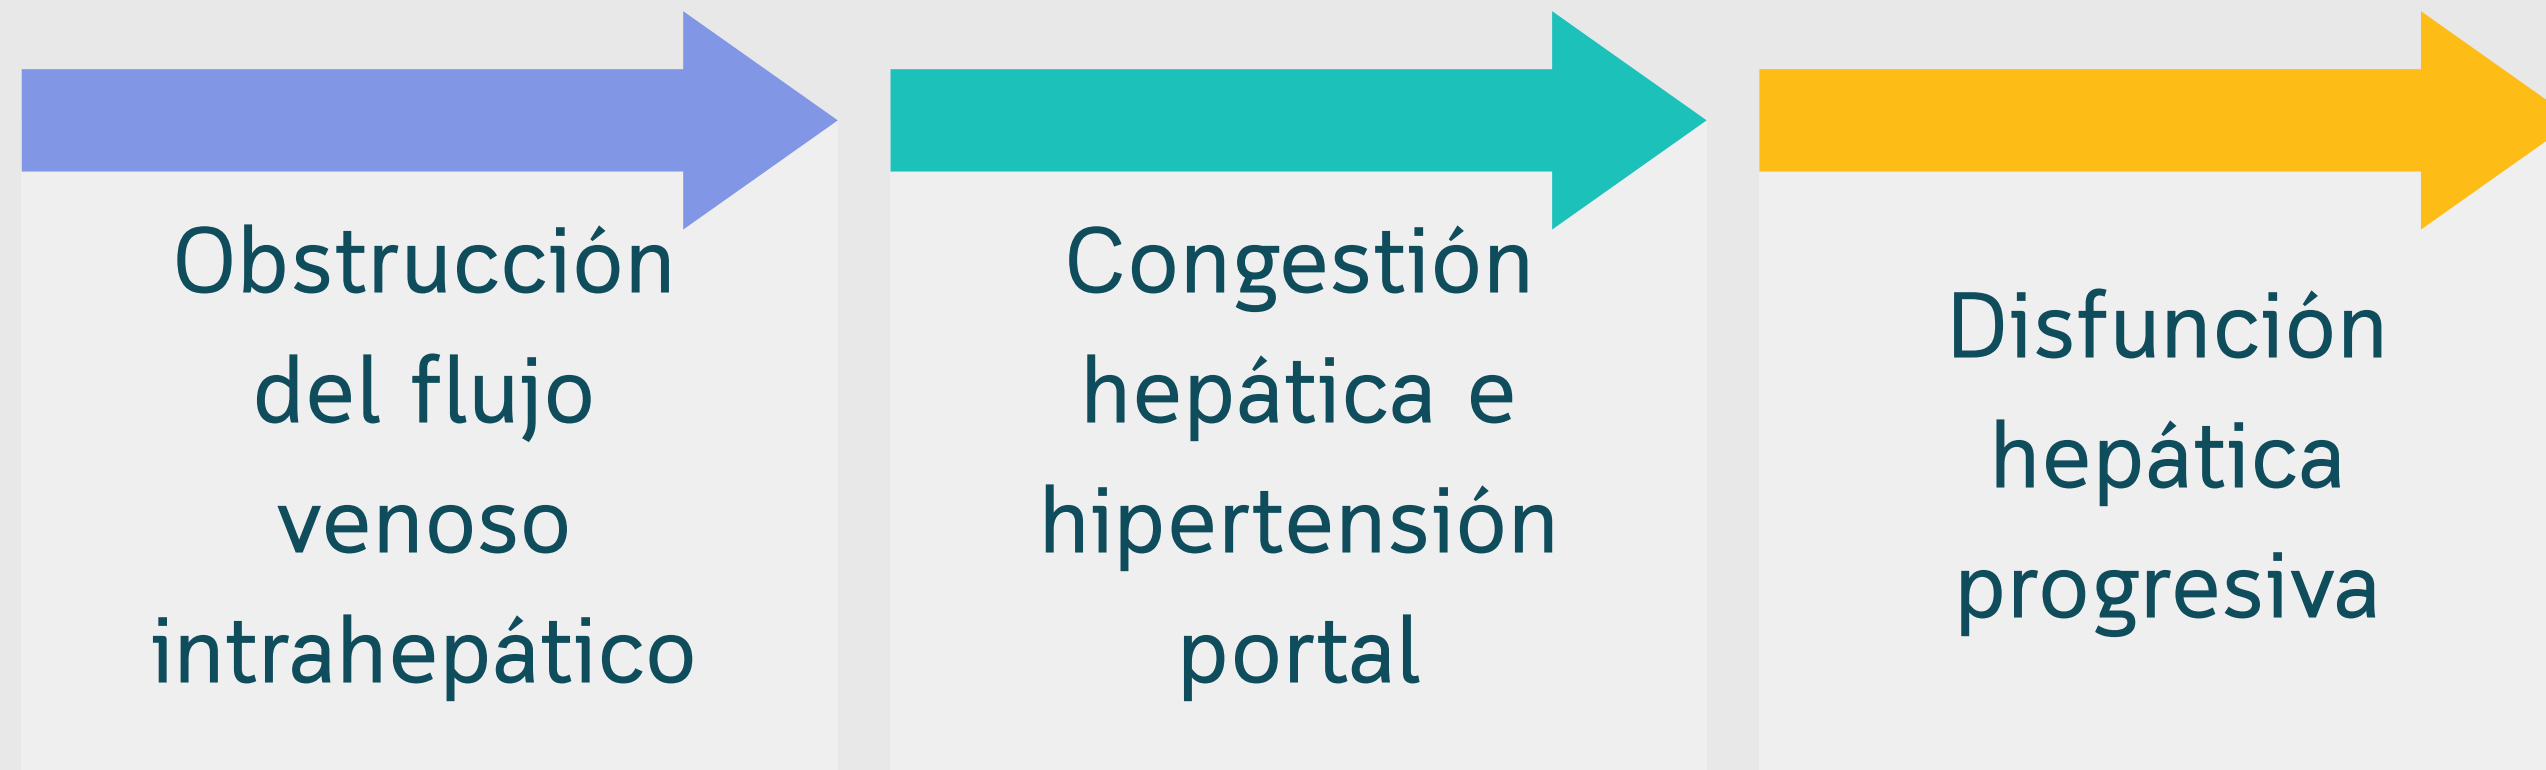 Obstrucción
del flujo
venoso
intrahepático
Congestión
hepática e
hipertensión
portal
Disfunción
hepática
progresiva